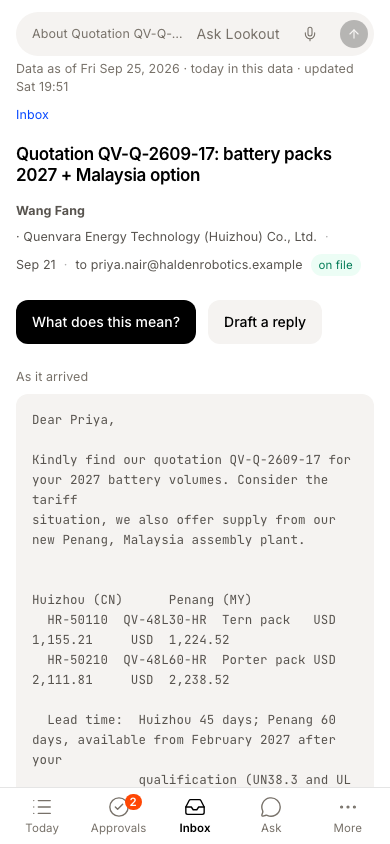 About Quotation QV-Q-... Ask Lookout
Data as of Fri Sep 25, 2026 · today in this data · updated
Sat 19:51
Inbox
Quotation QV-Q-2609-17: battery packs
2027 + Malaysia option
Wang Fang
· Quenvara Energy Technology (Huizhou) Co., Ltd. ·
Sep 21 · to priya.nair@haldenrobotics.example on file
What does this mean? Draft a reply
As it arrived
Dear Priya,
Kindly find our quotation QV-Q-2609-17 for
your 2027 battery volumes. Consider the
tariff
situation, we also offer supply from our
new Penang, Malaysia assembly plant.
Huizhou (CN) Penang (MY)
HR-50110 QV-48L30-HR Tern pack USD
1,155.21 USD 1,224.52
HR-50210 QV-48L60-HR Porter pack USD
2,111.81 USD 2,238.52
Lead time: Huizhou 45 days; Penang 60
days, available from February 2027 after
your
qualification (UN38.3 and UL
2
Today Approvals Inbox Ask More